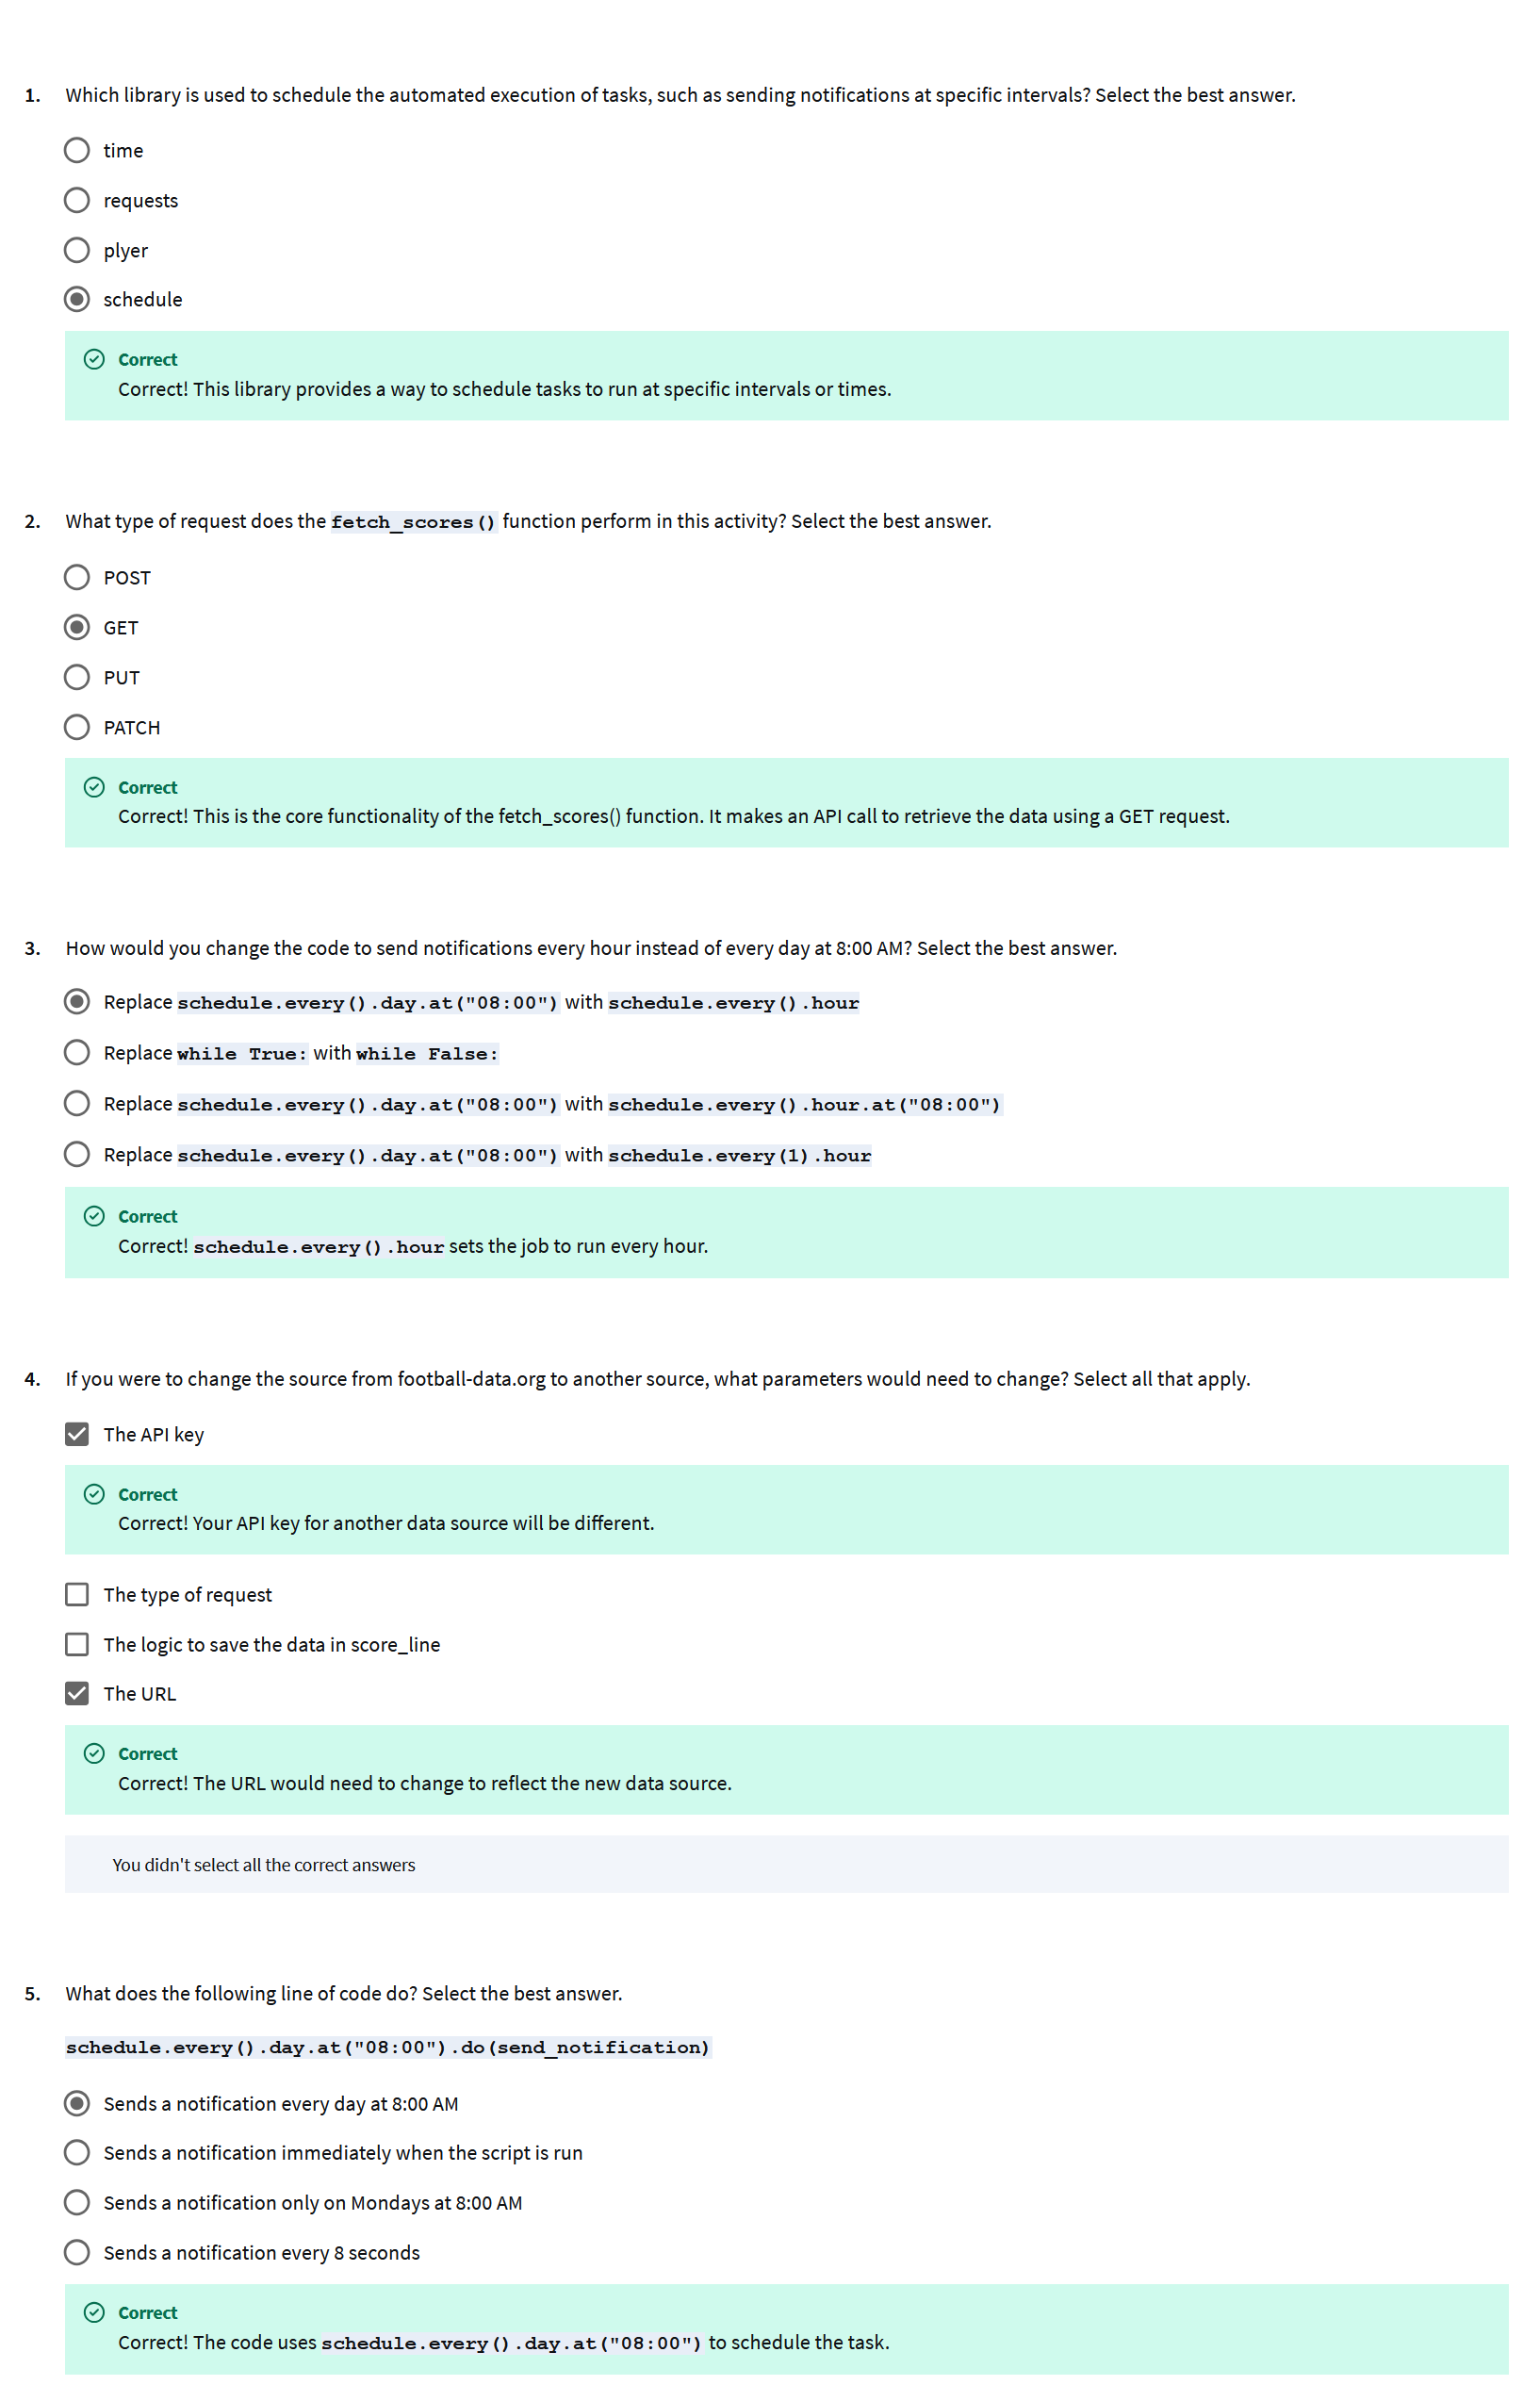 1. Which library is used to schedule the automated execution of tasks, such as sending notifications at specific intervals? Select the best answer.
time
requests
plyer
schedule
Correct
Correct! This library provides a way to schedule tasks to run at specific intervals or times.
2. What type of request does the fetch_scores() function perform in this activity? Select the best answer.
POST
GET
PUT
PATCH
Correct
Correct! This is the core functionality of the fetch_scores() function. It makes an API call to retrieve the data using a GET request.
3. How would you change the code to send notifications every hour instead of every day at 8:00 AM? Select the best answer.
Replace schedule.every().day.at("08:00") with schedule.every().hour
Replace while True: with while False:
Replace schedule.every().day.at("08:00") with schedule.every().hour.at("08:00")
Replace schedule.every().day.at("08:00") with schedule.every(1).hour
Correct
Correct! schedule.every().hour sets the job to run every hour.
4. If you were to change the source from football-data.org to another source, what parameters would need to change? Select all that apply.
The API key
Correct
Correct! Your API key for another data source will be different.
The type of request
The logic to save the data in score_line
The URL
Correct
Correct! The URL would need to change to reflect the new data source.
You didn't select all the correct answers
5. What does the following line of code do? Select the best answer.
schedule.every().day.at("08:00").do(send_notification)
Sends a notification every day at 8:00 AM
Sends a notification immediately when the script is run
Sends a notification only on Mondays at 8:00 AM
Sends a notification every 8 seconds
Correct
Correct! The code uses schedule.every().day.at("08:00") to schedule the task.